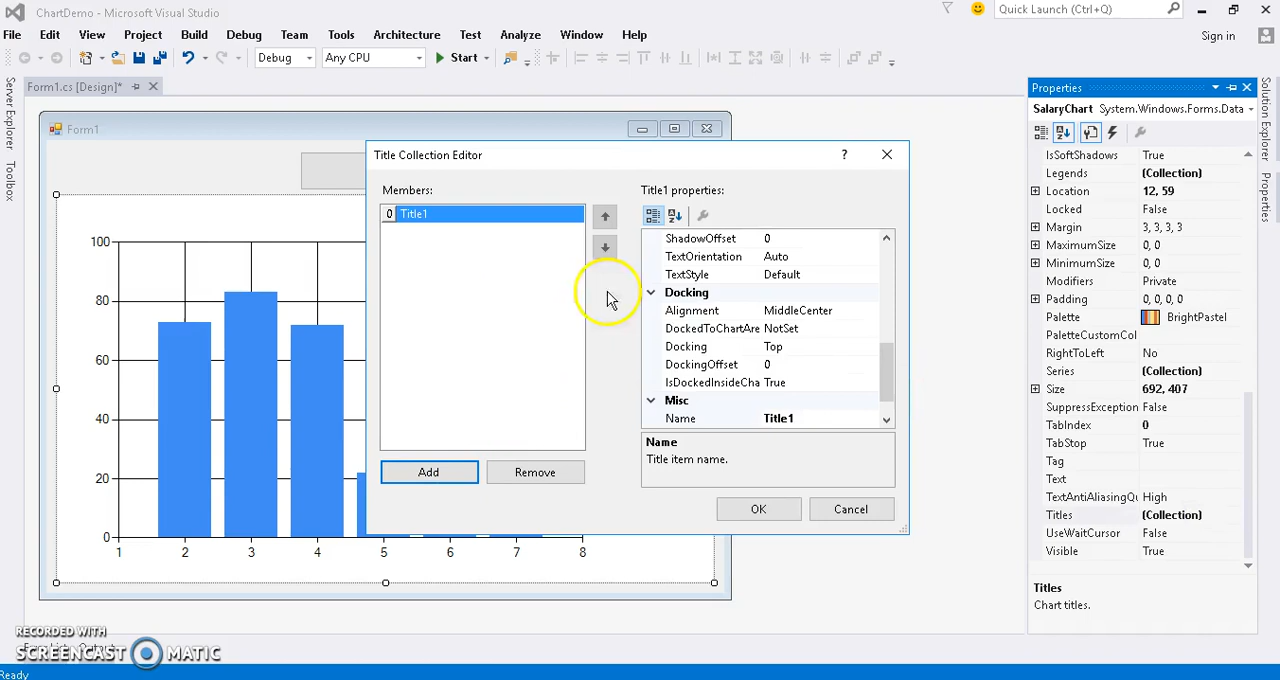 ChartDemo - Microsoft Visual Studio
Quick Launch (Ctrl+Q)
File Edit View Project Build Debug Team Tools Architecture Test Analyze Window Help
Sign in
Debug Any CPU Start
Form1.cs [Design]*
Server Explorer
Toolbox
Form1
100
80
60
40
20
0
1 2 3 4 5 6 7 8
Title Collection Editor
?
Members:
0 Title1
Add Remove
Title1 properties:
ShadowOffset 0
TextOrientation Auto
TextStyle Default
Docking
Alignment MiddleCenter
DockedToChartAre NotSet
Docking Top
DockingOffset 0
IsDockedInsideCha True
Misc
Name Title1
Name
Title item name.
OK Cancel
Properties
SalaryChart System.Windows.Forms.Data
IsSoftShadows True
Legends (Collection)
Location 12, 59
Locked False
Margin 3, 3, 3, 3
MaximumSize 0, 0
MinimumSize 0, 0
Modifiers Private
Padding 0, 0, 0, 0
Palette BrightPastel
PaletteCustomCol
RightToLeft No
Series (Collection)
Size 692, 407
SuppressException False
TabIndex 0
TabStop True
Tag
Text
TextAntiAliasingQu High
Titles (Collection)
UseWaitCursor False
Visible True
Titles
Chart titles.
Solution Explorer
Properties
RECORDED WITH
SCREENCAST MATIC
Ready